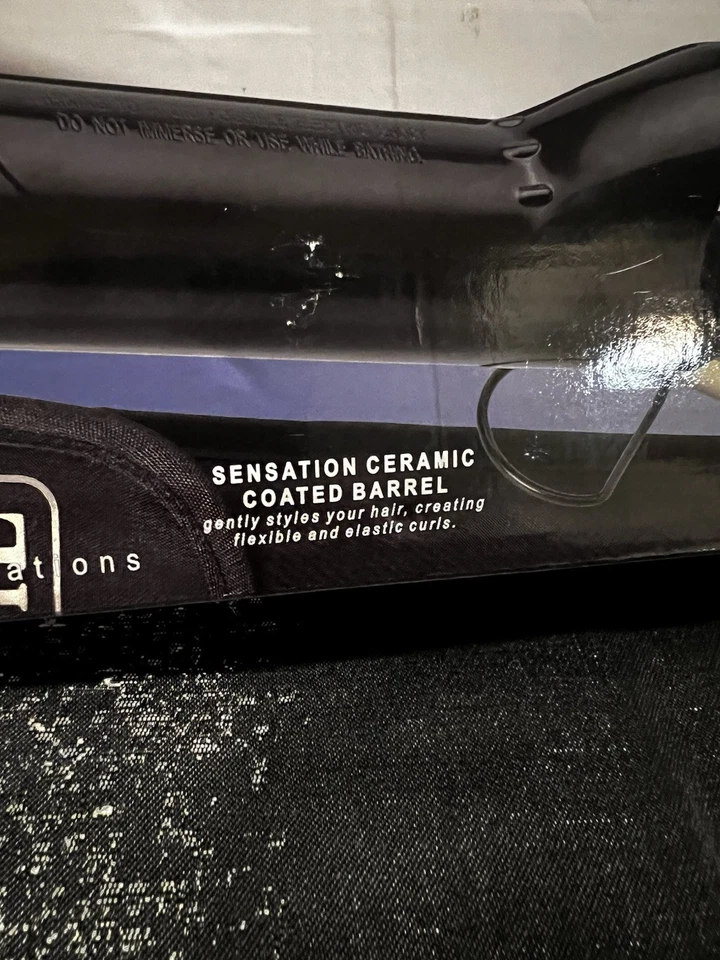 DO NOT IMMERSE OR USE WHILE BATHING.
SENSATION CERAMIC
COATED BARREL
gently styles your hair, creating
flexible and elastic curls.
ations